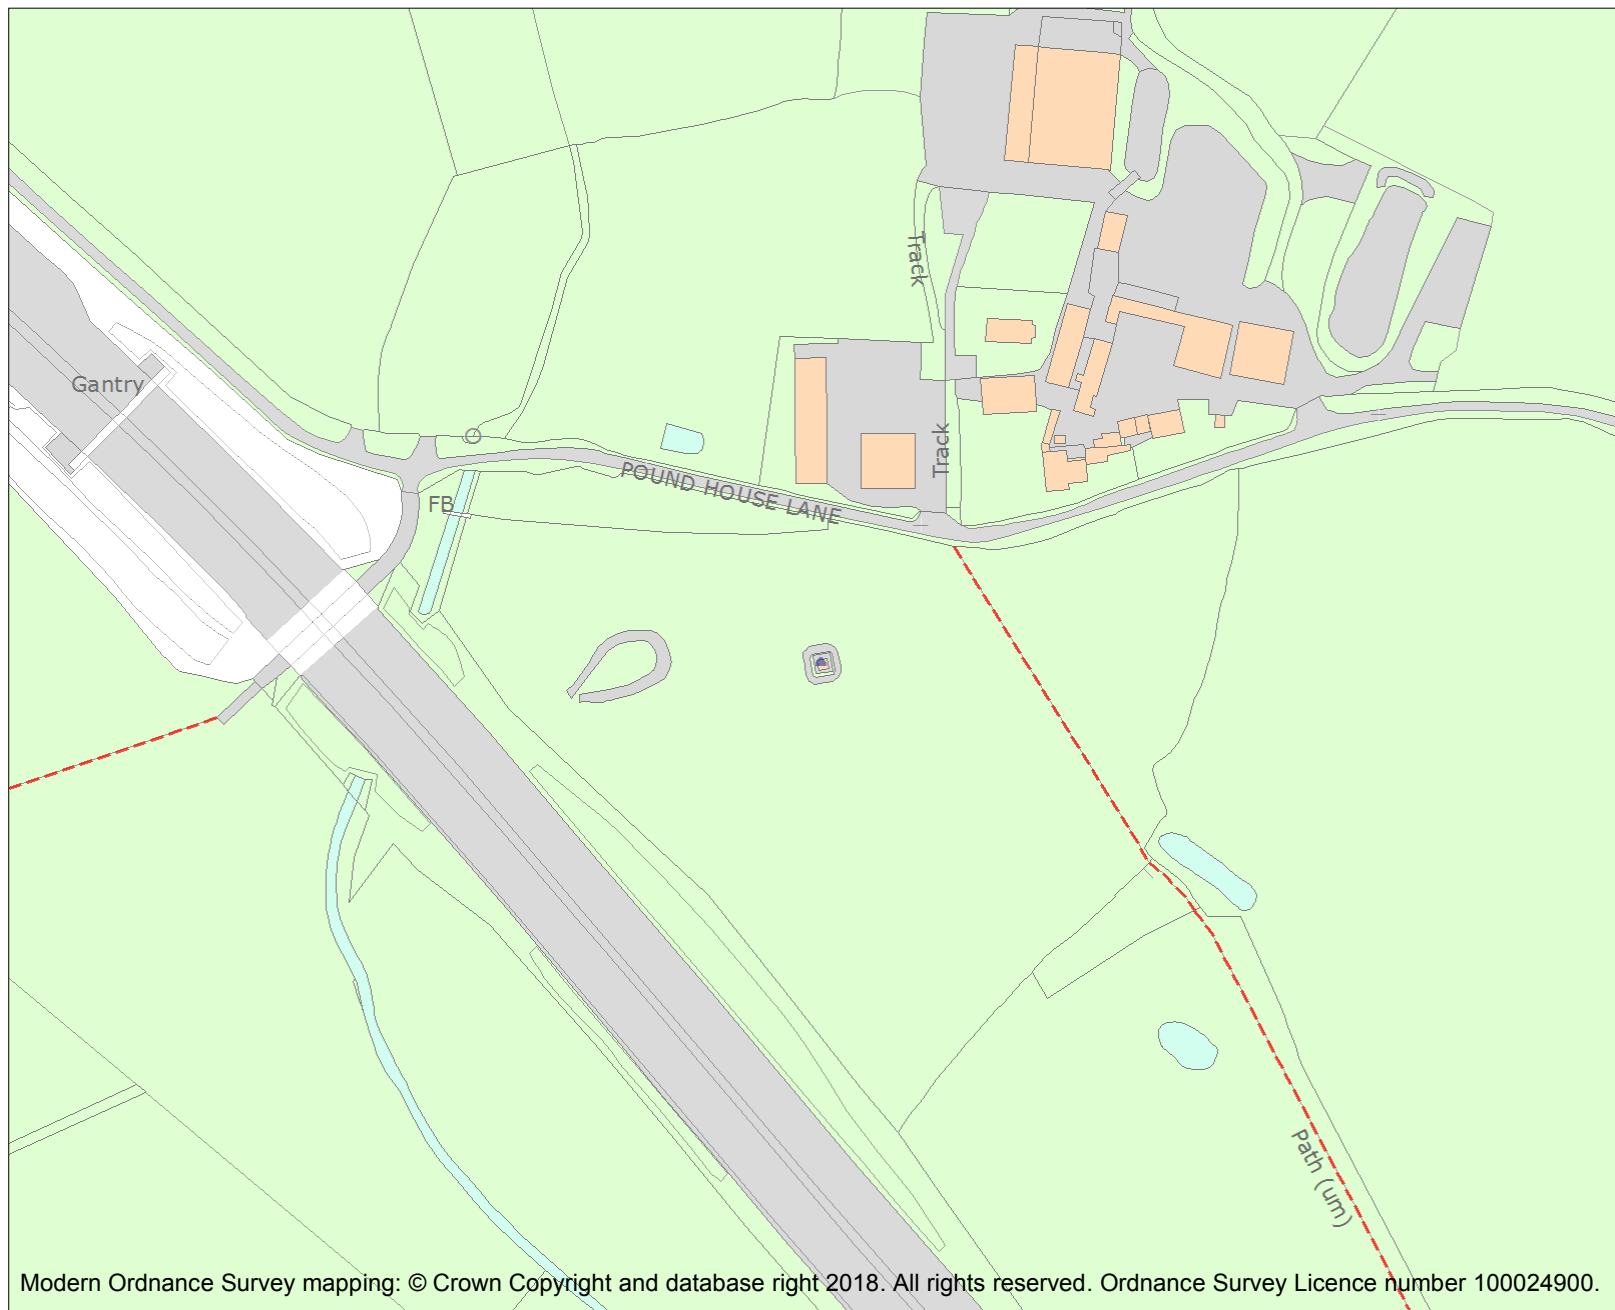 Track
Gantry
Track
POUND HOUSE LANE
FB
Path (um)
Modern Ordnance Survey mapping: © Crown Copyright and database right 2018. All rights reserved. Ordnance Survey Licence number 100024900.